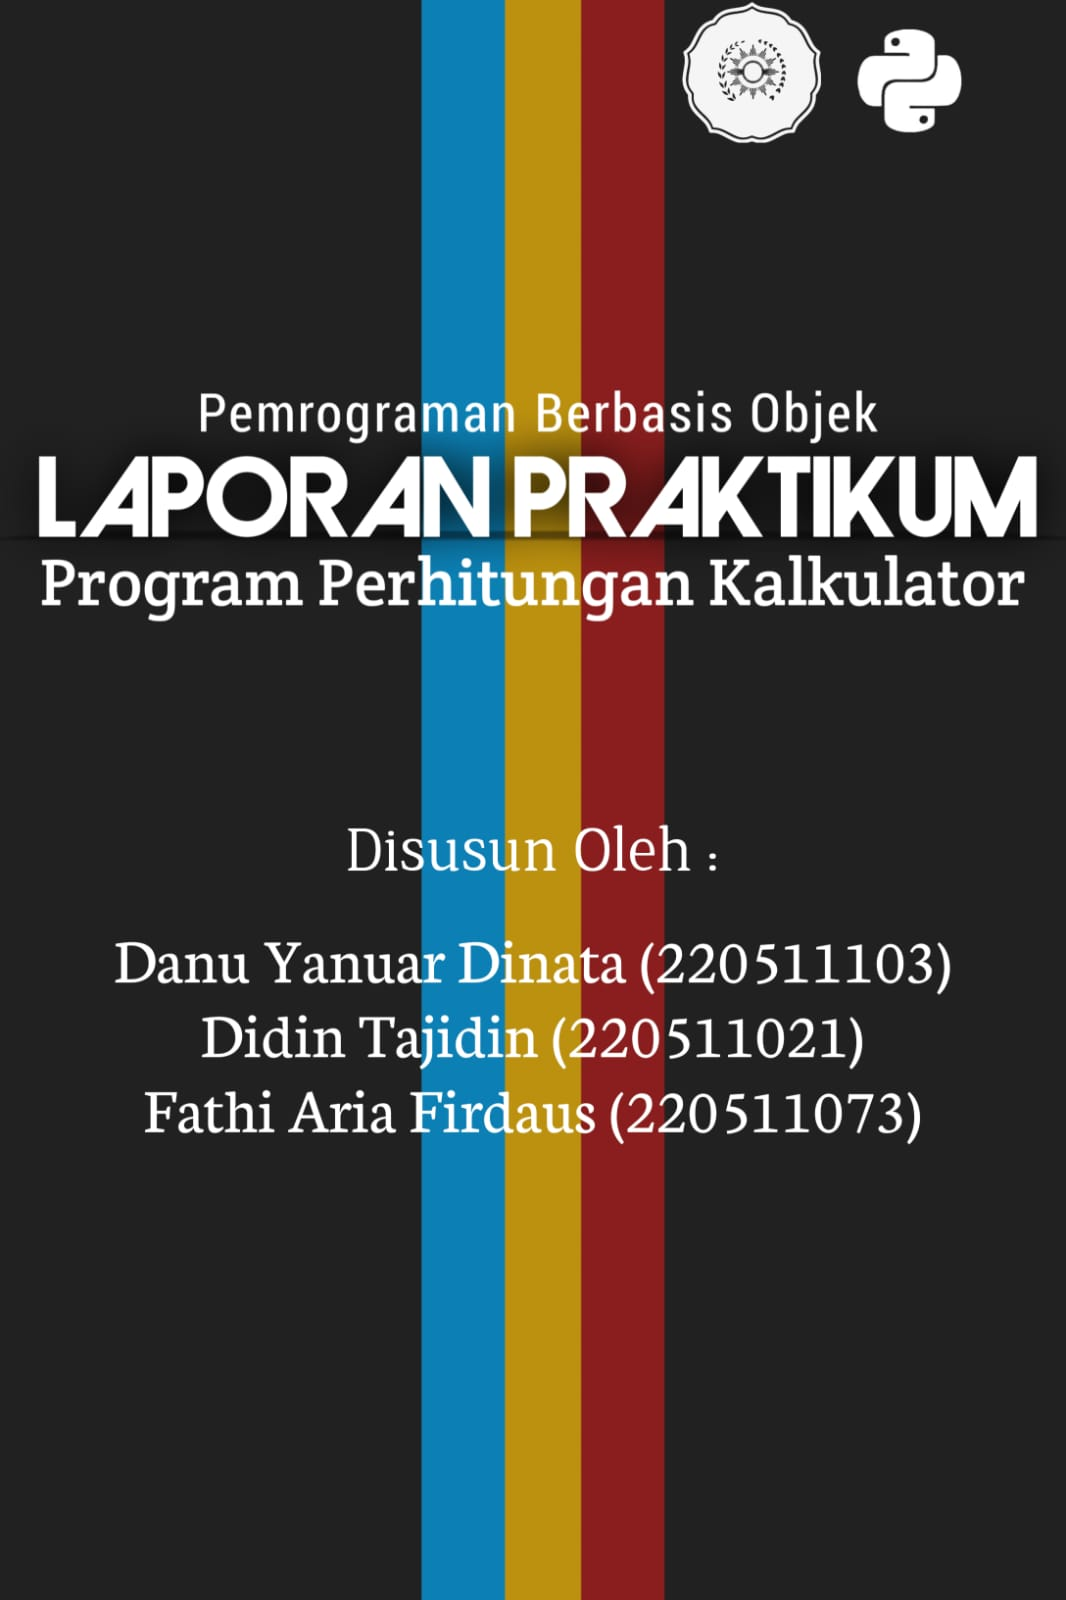 Pemrograman Berbasis Objek
LAPORAN PRAKTIKUM
Program Perhitungan Kalkulator
Disusun Oleh :
Danu Yanuar Dinata (220511103)
Didin Tajidin (220511021)
Fathi Aria Firdaus (220511073)